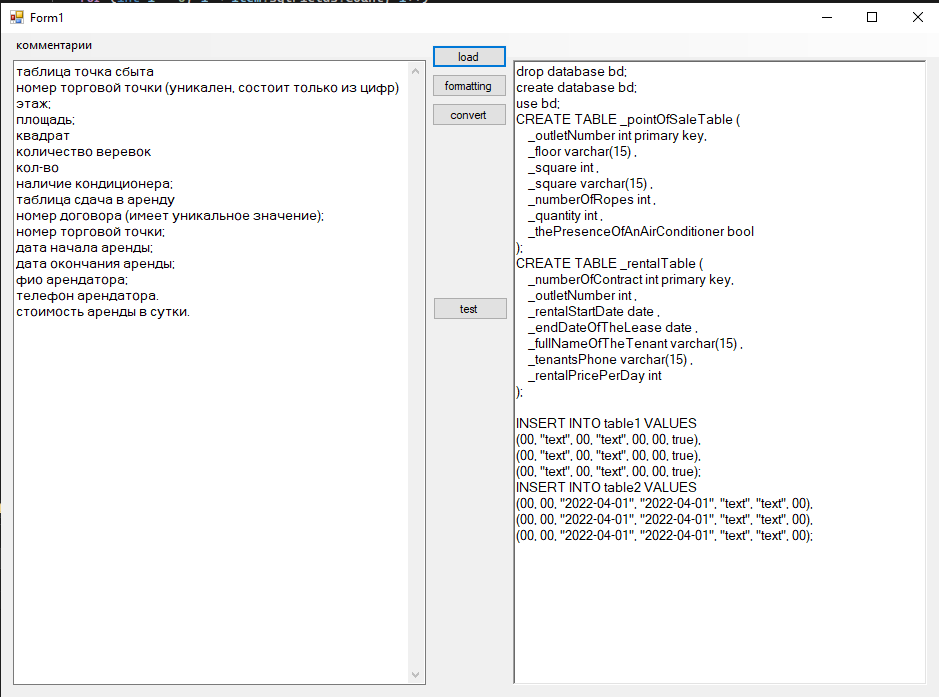 Form1
комментарии
таблица точка сбыта
номер торговой точки (уникален, состоит только из цифр)
этаж;
площадь;
квадрат
количество веревок
кол-во
наличие кондиционера;
таблица сдача в аренду
номер договора (имеет уникальное значение);
номер торговой точки;
дата начала аренды;
дата окончания аренды;
фио арендатора;
телефон арендатора.
стоимость аренды в сутки.
load
formatting
convert
test
drop database bd;
create database bd;
use bd;
CREATE TABLE _pointOfSaleTable (
_outletNumber int primary key,
_floor varchar(15) ,
_square int ,
_square varchar(15) ,
_numberOfRopes int ,
_quantity int ,
_thePresenceOfAnAirConditioner bool
);
CREATE TABLE _rentalTable (
_numberOfContract int primary key,
_outletNumber int ,
_rentalStartDate date ,
_endDateOfTheLease date ,
_fullNameOfTheTenant varchar(15) ,
_tenantsPhone varchar(15) ,
_rentalPricePerDay int
);
INSERT INTO table1 VALUES
(00, "text", 00, "text", 00, 00, true),
(00, "text", 00, "text", 00, 00, true),
(00, "text", 00, "text", 00, 00, true);
INSERT INTO table2 VALUES
(00, 00, "2022-04-01", "2022-04-01", "text", "text", 00),
(00, 00, "2022-04-01", "2022-04-01", "text", "text", 00),
(00, 00, "2022-04-01", "2022-04-01", "text", "text", 00);